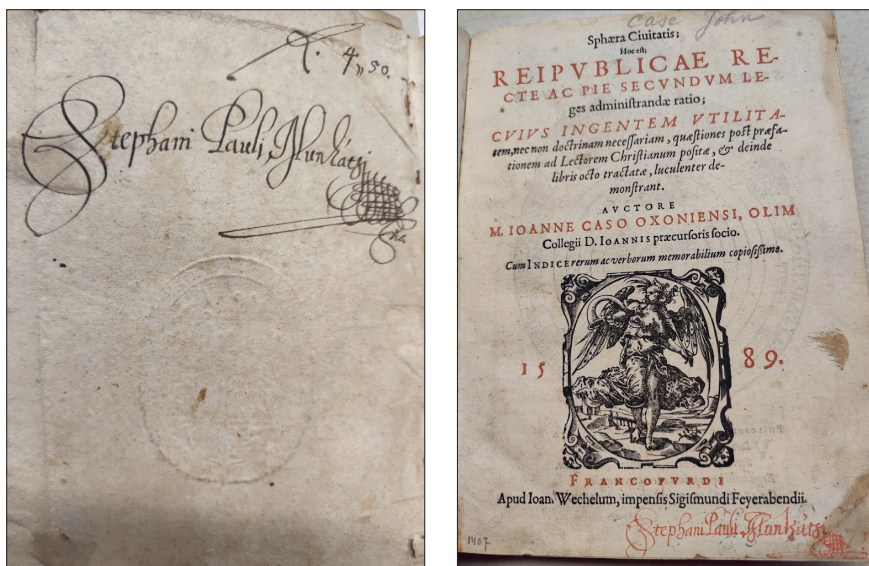 4 „ 50.
Stephani Pauli
Case John
Sphæra Ciuitatis;
Hoc est;
REIPVBLICAE RE-
CTE AC PIE SECVNDVM LE-
ges adminiſtrandæ ratio;
CVIVS INGENTEM VTILITA-
tem, nec non doctrinam neceſſariam, quæſtiones poſt præfa-
tionem ad Lectorem Chriſtianum poſitæ, & deinde
libris octo tractatæ, luculenter de-
monſtrant.
AVCTORE
M. IOANNE CASO OXONIENSI, OLIM
Collegii D. IOANNIS præcurſoris ſocio.
Cum INDICE rerum ac verborum memorabilium copioſiſſimo.
15 89.
FRANCOFVRDI
Apud Ioan. Wechelum, impenſis Sigiſmundi Feyerabendii.
Stephani Pauli
1407